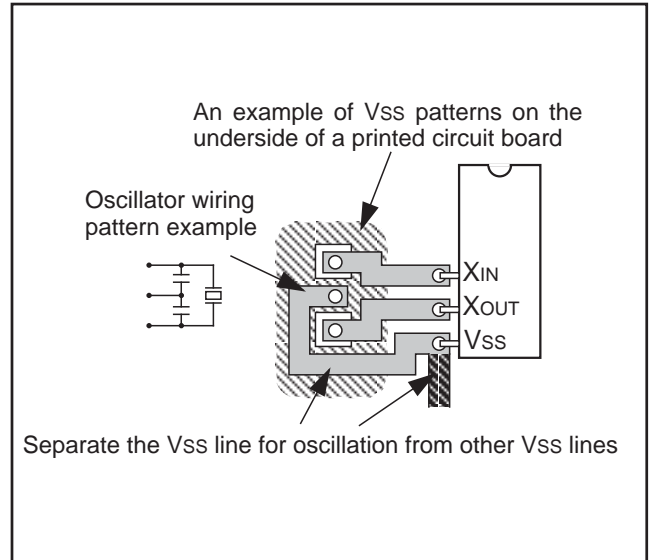 An example of VSS patterns on the
underside of a printed circuit board
Oscillator wiring
pattern example
XIN
XOUT
VSS
Separate the VSS line for oscillation from other VSS lines